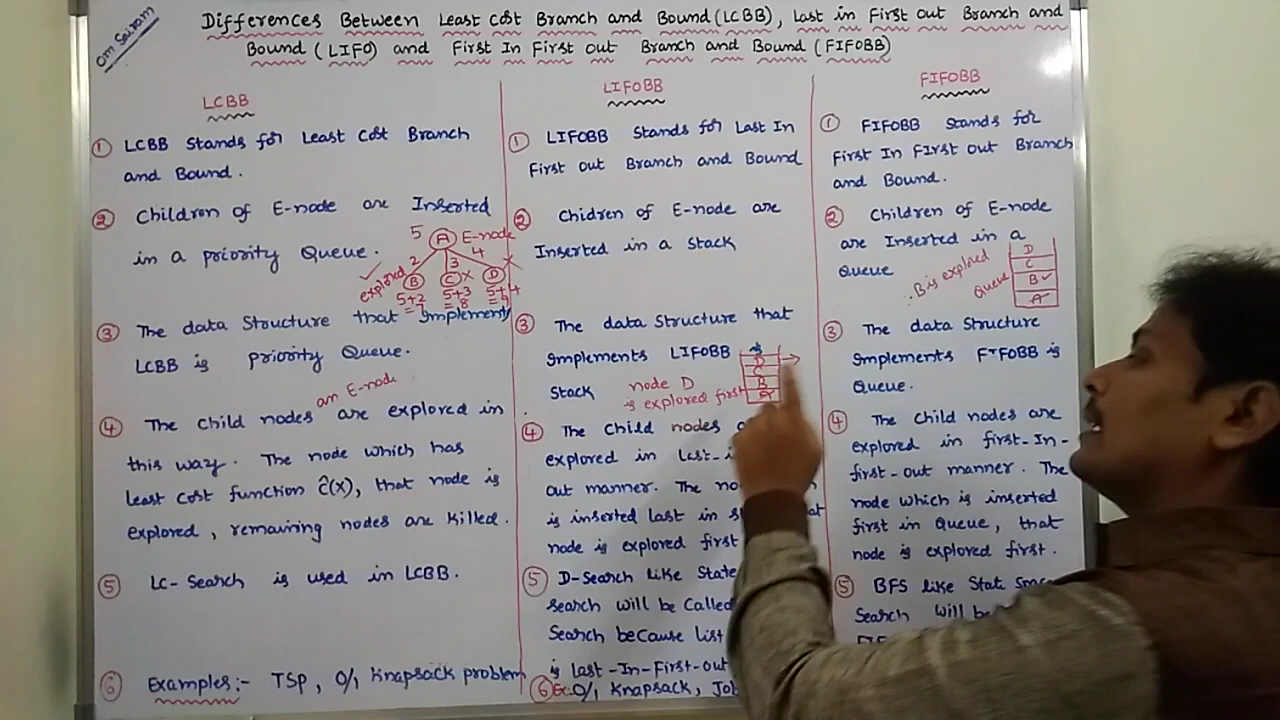 Om Sairam
Differences Between Least Cost Branch and Bound (LCBB), Last in First out Branch and
Bound (LIFO) and First In First out Branch and Bound (FIFOBB)
LCBB
① LCBB Stands for Least Cost Branch
and Bound.
② Children of E-node are Inserted
in a priority Queue.
5 A E-node
2 3 4
✓ explored B C X D X
5+2 5+3 5+4
=7 =8 =9
③ The data Structure that Implements
LCBB is priority Queue.
an E-node
④ The child nodes are explored in
this way. The node which has
least cost function ĉ(x), that node is
explored, remaining nodes are killed.
⑤ LC-Search is used in LCBB.
⑥ Examples:- TSP, 0/1 Knapsack problem
LIFOBB
① LIFOBB Stands for Last In
First out Branch and Bound
② Chidren of E-node are
Inserted in a Stack
③ The data Structure that
Implements LIFOBB
Stack
node D
is explored first
D
C
B
A
④ The Child nodes
explored in Last-
out manner. The
is inserted last in
node is explored first
⑤ D-Search like State
Search will be Called
Search because list
is Last-In-First-out
⑥ Ex:- 0/1 Knapsack, Job
FIFOBB
① FIFOBB Stands for
First In First out Branch
and Bound.
② Children of E-node
are Inserted in a
Queue
∴ B is explored
Queue
D
C
B ✓
A
③ The data Structure
Implements FIFOBB is
Queue.
④ The child nodes are
explored in first-In-
first-out manner. The
node which is inserted
first in Queue, that
node is explored first.
⑤ BFS like State Space
Search will be